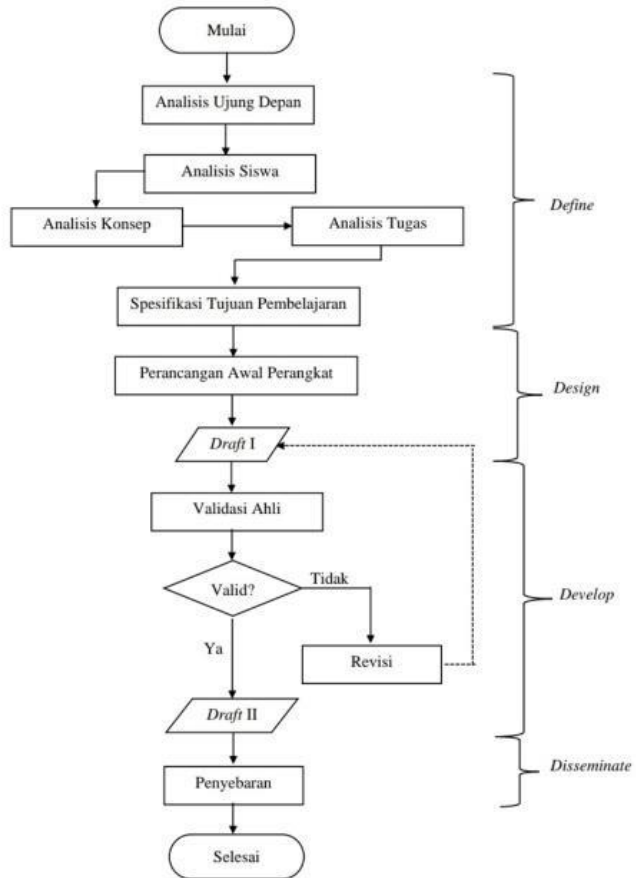 Mulai
Analisis Ujung Depan
Analisis Siswa
Analisis Konsep
Analisis Tugas
Define
Spesifikasi Tujuan Pembelajaran
Perancangan Awal Perangkat
Design
Draft I
Validasi Ahli
Valid?
Tidak
Develop
Ya
Revisi
Draft II
Disseminate
Penyebaran
Selesai